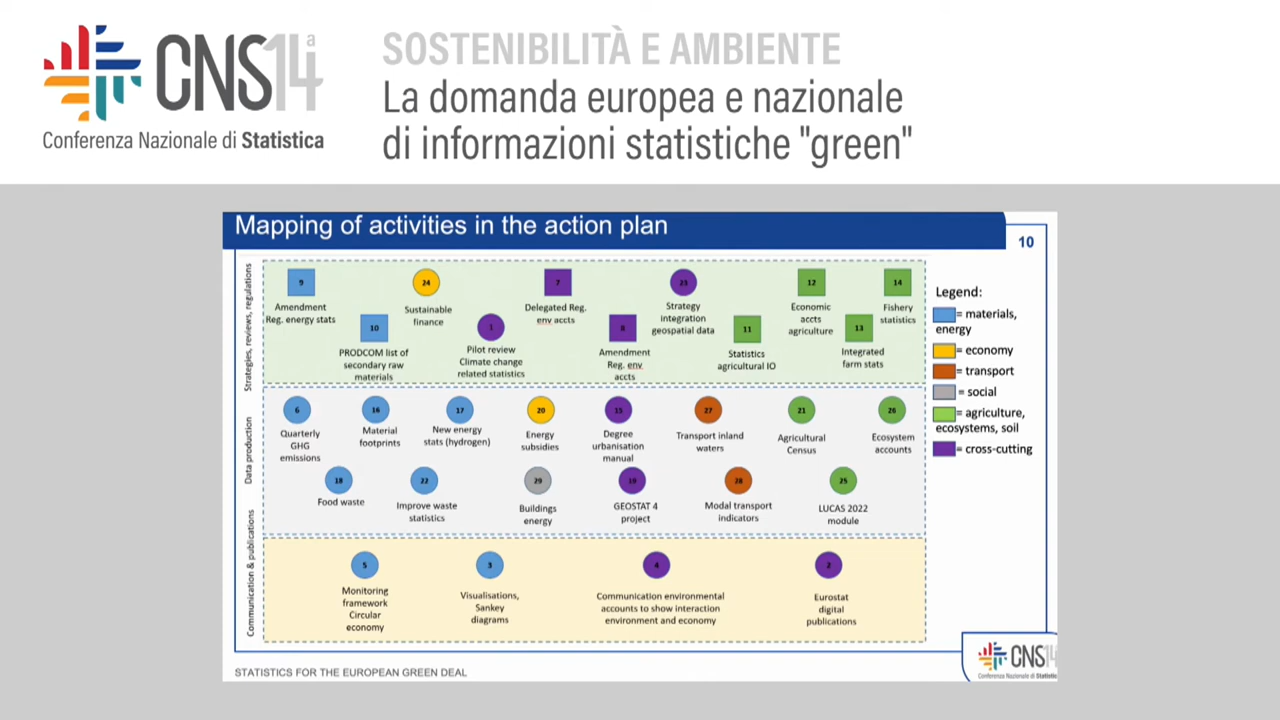 CNS14ª
Conferenza Nazionale di Statistica
SOSTENIBILITÀ E AMBIENTE
La domanda europea e nazionale
di informazioni statistiche "green"
Mapping of activities in the action plan
10
Strategies, reviews, regulations
9
Amendment
Reg. energy stats
10
PRODCOM list of
secondary raw
materials
24
Sustainable
finance
1
Pilot review
Climate change
related statistics
7
Delegated Reg.
env accts
8
Amendment
Reg. env
accts
23
Strategy
integration
geospatial data
11
Statistics
agricultural IO
12
Economic
accts
agriculture
13
Integrated
farm stats
14
Fishery
statistics
Data production
6
Quarterly
GHG
emissions
16
Material
footprints
17
New energy
stats (hydrogen)
20
Energy
subsidies
15
Degree
urbanisation
manual
27
Transport inland
waters
21
Agricultural
Census
26
Ecosystem
accounts
18
Food waste
22
Improve waste
statistics
29
Buildings
energy
19
GEOSTAT 4
project
28
Modal transport
indicators
25
LUCAS 2022
module
Communication & publications
5
Monitoring
framework
Circular
economy
3
Visualisations,
Sankey
diagrams
4
Communication environmental
accounts to show interaction
environment and economy
2
Eurostat
digital
publications
Legend:
= materials,
energy
= economy
= transport
= social
= agriculture,
ecosystems, soil
= cross-cutting
STATISTICS FOR THE EUROPEAN GREEN DEAL
CNS14
Conferenza Nazionale di Statistic